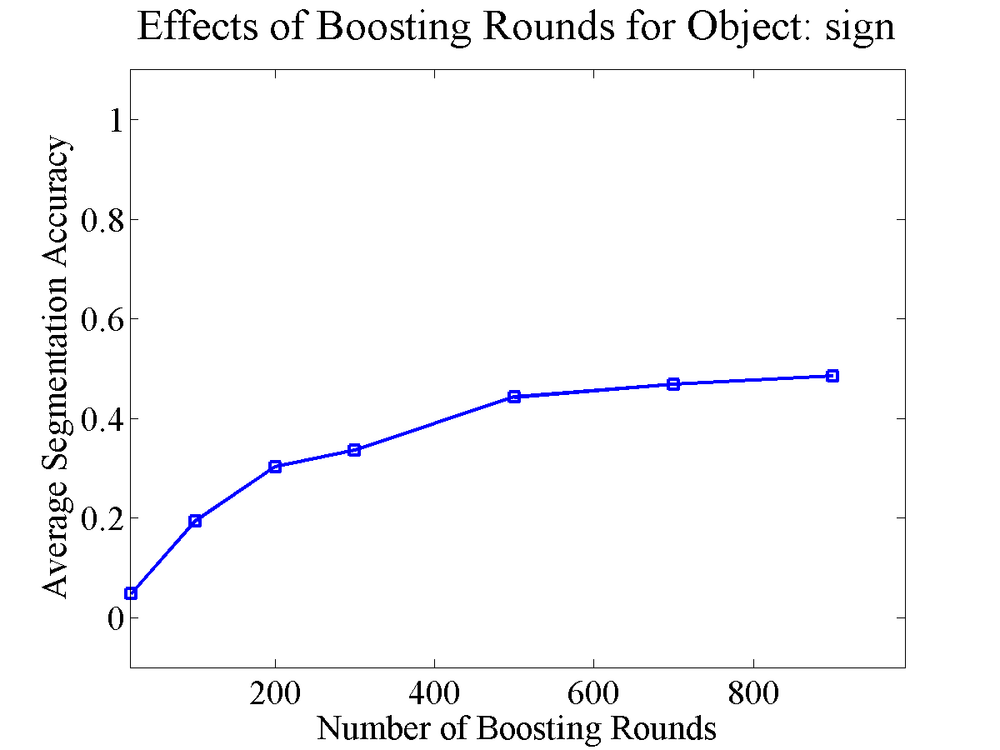 Effects of Boosting Rounds for Object: sign
Average Segmentation Accuracy
1
0.8
0.6
0.4
0.2
0
200 400 600 800
Number of Boosting Rounds